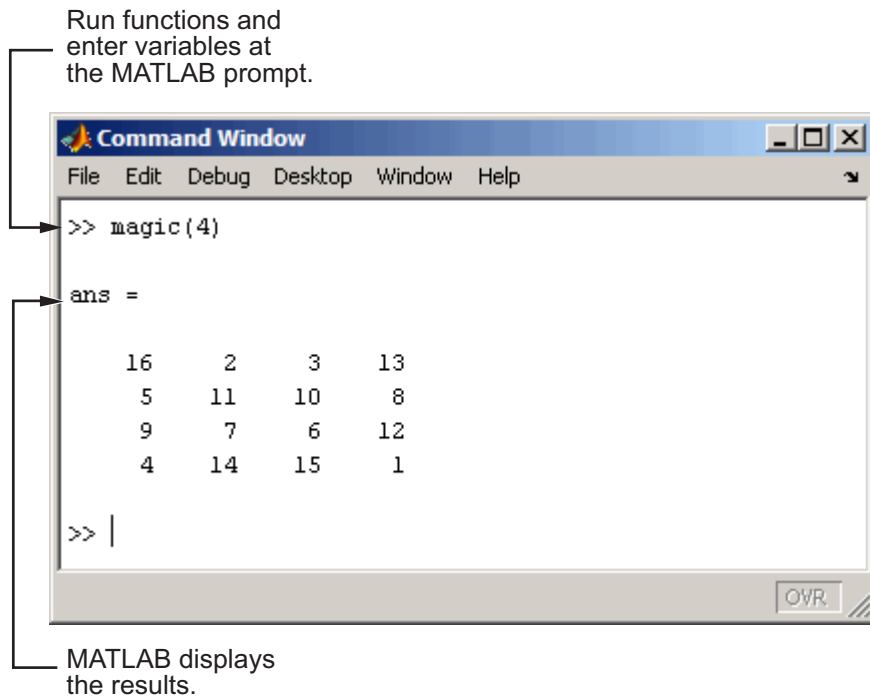 Run functions and
enter variables at
the MATLAB prompt.
Command Window
File Edit Debug Desktop Window Help
>> magic(4)
ans =
16 2 3 13
5 11 10 8
9 7 6 12
4 14 15 1
>>
OVR
MATLAB displays
the results.